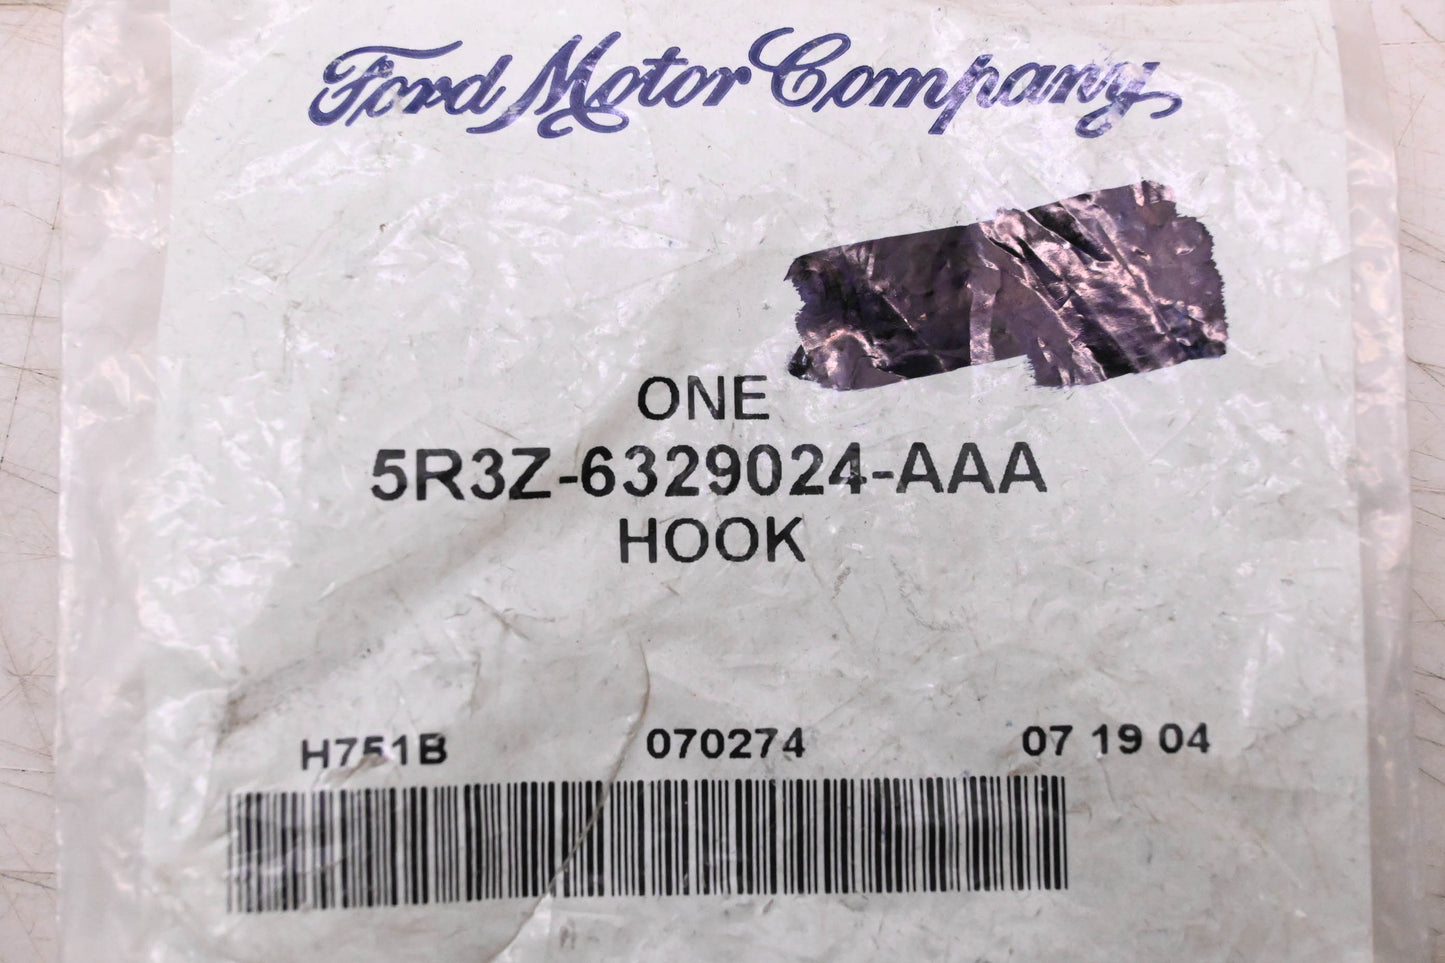 Ford Motor Company
ONE
5R3Z-6329024-AAA
HOOK
H751B 070274 07 19 04